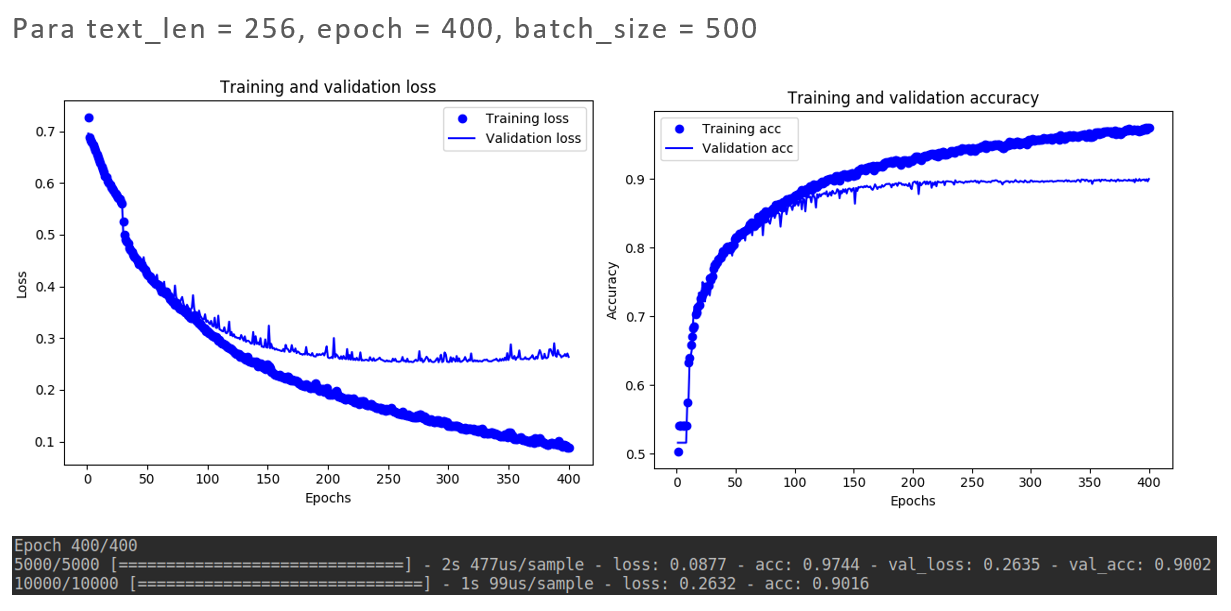 Para text_len = 256, epoch = 400, batch_size = 500
Training and validation loss
Training loss
Validation loss
Loss
0.7
0.6
0.5
0.4
0.3
0.2
0.1
0 50 100 150 200 250 300 350 400
Epochs
Training and validation accuracy
Training acc
Validation acc
Accuracy
0.9
0.8
0.7
0.6
0.5
0 50 100 150 200 250 300 350 400
Epochs
Epoch 400/400
5000/5000 [==============================] - 2s 477us/sample - loss: 0.0877 - acc: 0.9744 - val_loss: 0.2635 - val_acc: 0.9002
10000/10000 [==============================] - 1s 99us/sample - loss: 0.2632 - acc: 0.9016